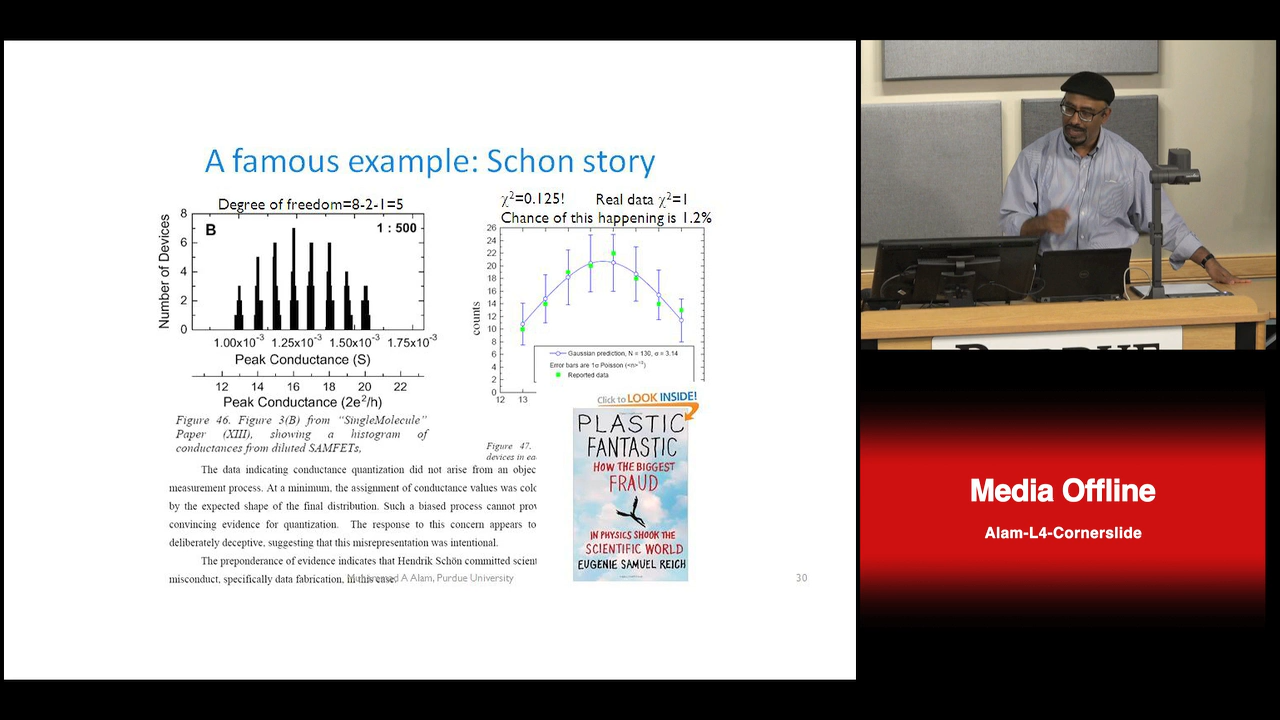 A famous example: Schon story
Degree of freedom=8-2-1=5
B
1 : 500
Number of Devices
8
6
4
2
0
1.00x10-3
1.25x10-3
1.50x10-3
1.75x10-3
Peak Conductance (S)
12 14 16 18 20 22
Peak Conductance (2e2/h)
Figure 46. Figure 3(B) from "SingleMolecule"
Paper (XIII), showing a histogram of
conductances from diluted SAMFETs,
χ2=0.125! Real data χ2=1
Chance of this happening is 1.2%
counts
26
24
22
20
18
16
14
12
10
8
6
4
2
0
12 13
Gaussian prediction, N = 130, σ = 3.14
Error bars are 1σ Poisson (<n>1/2)
Reported data
Figure 47.
devices in ea
Click to LOOK INSIDE!
PLASTIC
FANTASTIC
HOW THE BIGGEST
FRAUD
IN PHYSICS SHOOK THE
SCIENTIFIC WORLD
EUGENIE SAMUEL REICH
The data indicating conductance quantization did not arise from an objec
measurement process. At a minimum, the assignment of conductance values was colo
by the expected shape of the final distribution. Such a biased process cannot prov
convincing evidence for quantization. The response to this concern appears to
deliberately deceptive, suggesting that this misrepresentation was intentional.
The preponderance of evidence indicates that Hendrik Schön committed scient
misconduct, specifically data fabrication, in this case.
A Alam, Purdue University
30
DELL
Media Offline
Alam-L4-Cornerslide